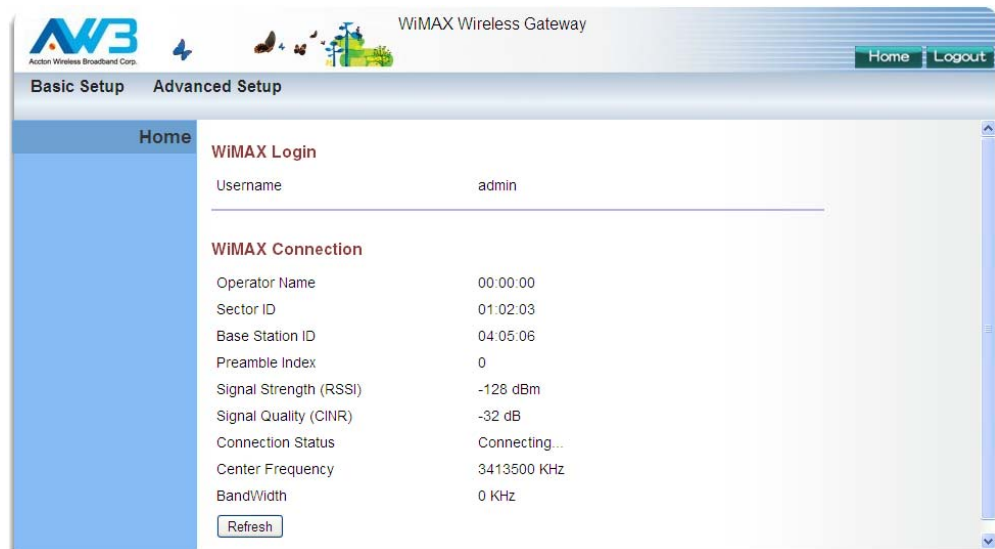 WiMAX Wireless Gateway
AW3
Accton Wireless Broadband Corp.
Home Logout
Basic Setup Advanced Setup
Home
WiMAX Login
Username admin
WiMAX Connection
Operator Name 00:00:00
Sector ID 01:02:03
Base Station ID 04:05:06
Preamble Index 0
Signal Strength (RSSI) -128 dBm
Signal Quality (CINR) -32 dB
Connection Status Connecting...
Center Frequency 3413500 KHz
BandWidth 0 KHz
Refresh